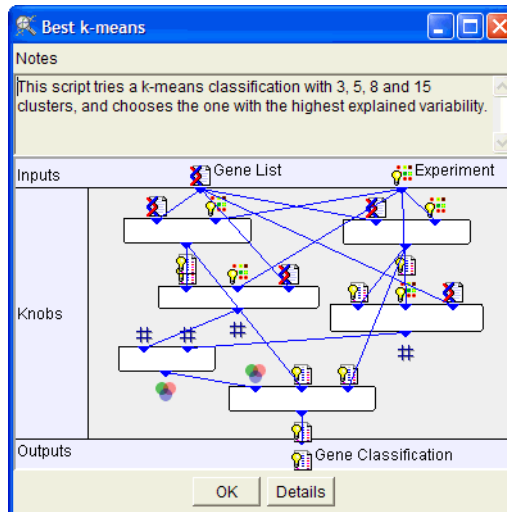 Best k-means
Notes
This script tries a k-means classification with 3, 5, 8 and 15
clusters, and chooses the one with the highest explained variability.
Inputs
Gene List
Experiment
Knobs
Outputs
Gene Classification
OK
Details